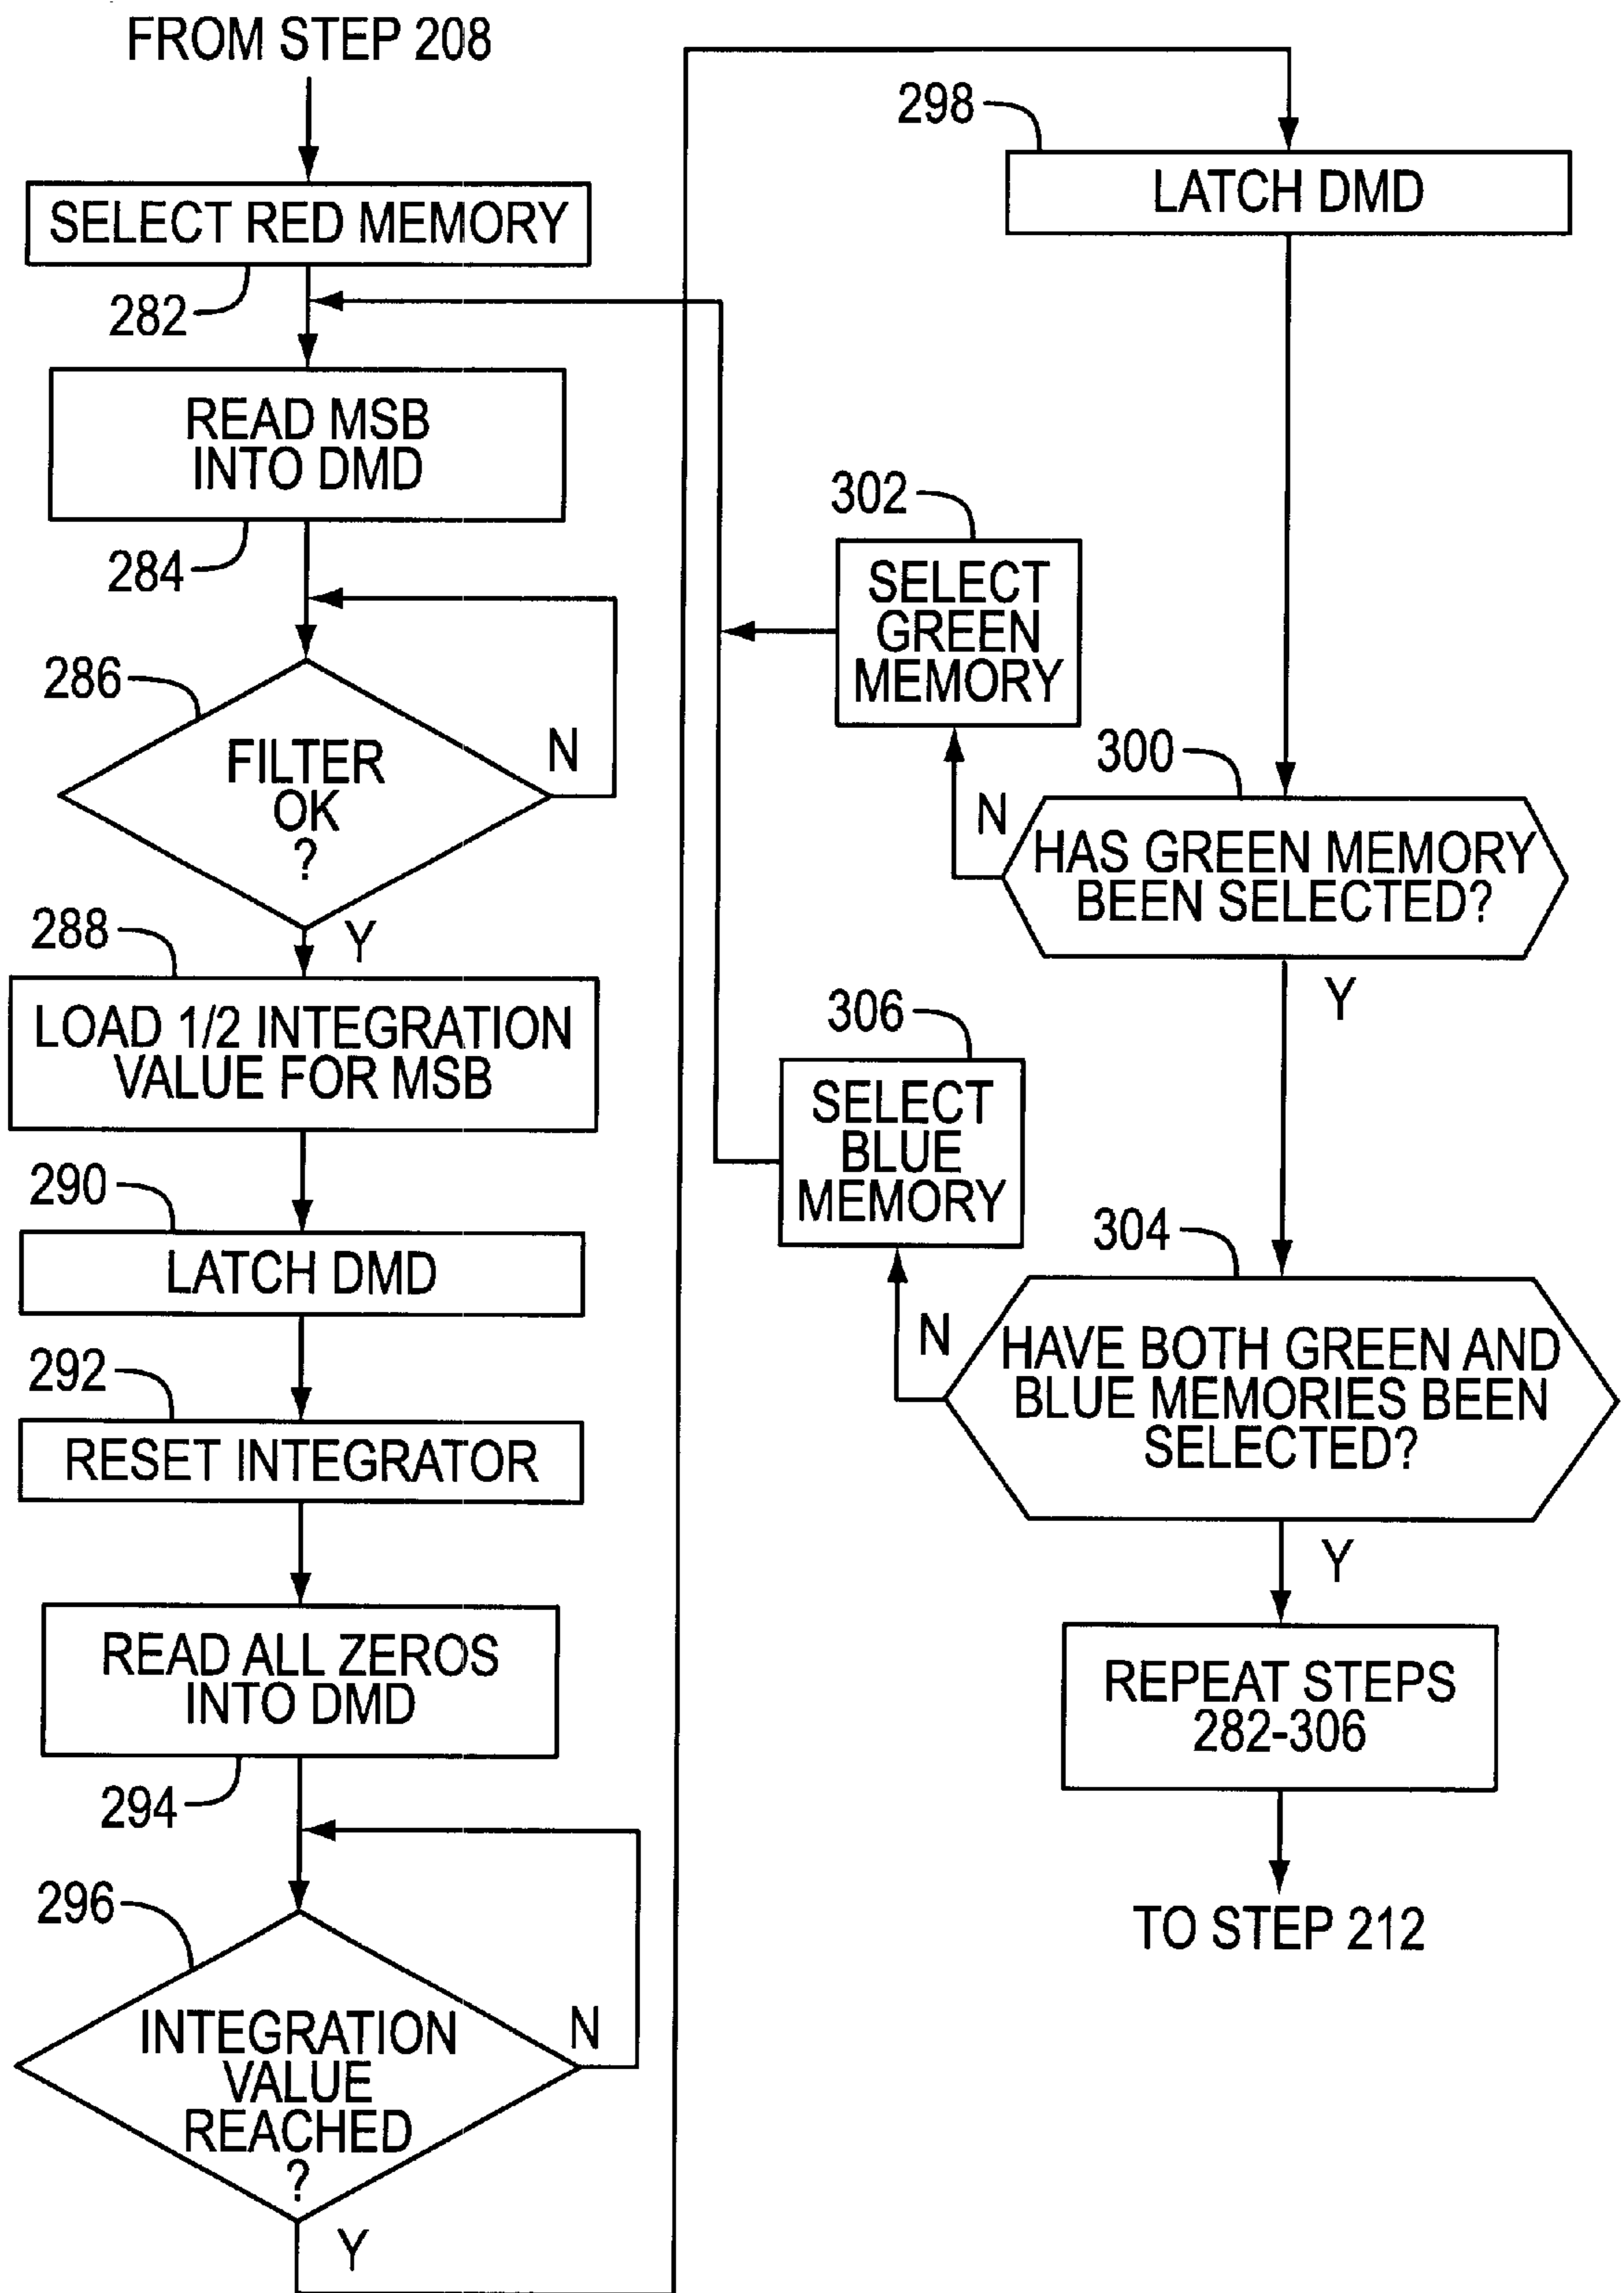 FROM STEP 208
SELECT RED MEMORY
282
READ MSB
INTO DMD
284
286
FILTER
OK
?
N
Y
288
LOAD 1/2 INTEGRATION
VALUE FOR MSB
290
LATCH DMD
292
RESET INTEGRATOR
READ ALL ZEROS
INTO DMD
294
296
INTEGRATION
VALUE
REACHED
?
N
Y
298
LATCH DMD
302
SELECT
GREEN
MEMORY
300
N
HAS GREEN MEMORY
BEEN SELECTED?
Y
306
SELECT
BLUE
MEMORY
304
N
HAVE BOTH GREEN AND
BLUE MEMORIES BEEN
SELECTED?
Y
REPEAT STEPS
282-306
TO STEP 212